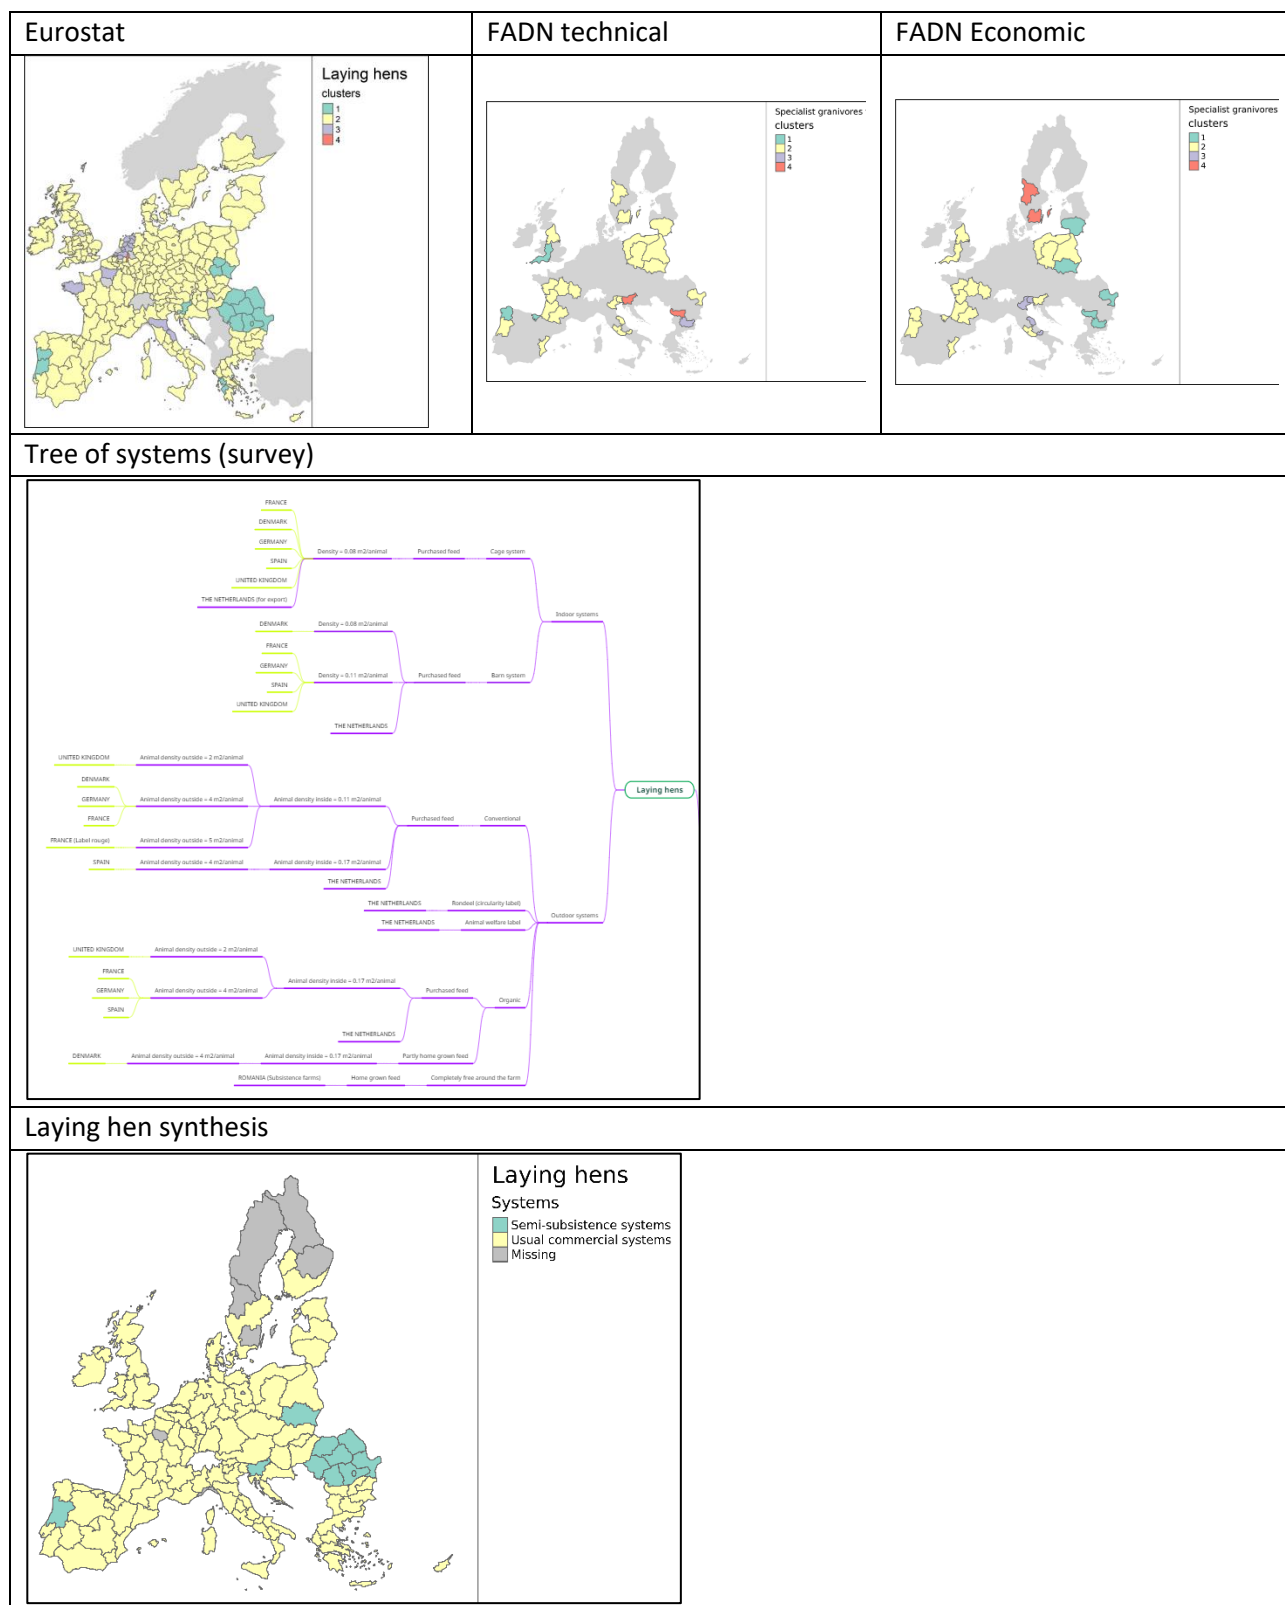 Eurostat
FADN technical
FADN Economic
Laying hens
clusters
1
2
3
4
Specialist granivores
clusters
1
2
3
4
Specialist granivores
clusters
1
2
3
4
Tree of systems (survey)
FRANCE
DENMARK
GERMANY
SPAIN
UNITED KINGDOM
THE NETHERLANDS (for export)
Density = 0.08 m2/animal
Purchased feed
Cage system
Indoor systems
DENMARK
Density = 0.08 m2/animal
FRANCE
GERMANY
SPAIN
UNITED KINGDOM
Density = 0.11 m2/animal
Purchased feed
Barn system
THE NETHERLANDS
Laying hens
UNITED KINGDOM
Animal density outside = 2 m2/animal
DENMARK
GERMANY
FRANCE
Animal density outside = 4 m2/animal
Animal density inside = 0.11 m2/animal
Purchased feed
Conventional
FRANCE (Label rouge)
Animal density outside = 5 m2/animal
SPAIN
Animal density outside = 4 m2/animal
Animal density inside = 0.17 m2/animal
THE NETHERLANDS
THE NETHERLANDS
Rondeel (circularity label)
THE NETHERLANDS
Animal welfare label
Outdoor systems
UNITED KINGDOM
Animal density outside = 2 m2/animal
FRANCE
GERMANY
SPAIN
Animal density outside = 4 m2/animal
Animal density inside = 0.17 m2/animal
Purchased feed
Organic
THE NETHERLANDS
DENMARK
Animal density outside = 4 m2/animal
Animal density inside = 0.17 m2/animal
Partly home grown feed
ROMANIA (Subsistence farms)
Home grown feed
Completely free around the farm
Laying hen synthesis
Laying hens
Systems
Semi-subsistence systems
Usual commercial systems
Missing